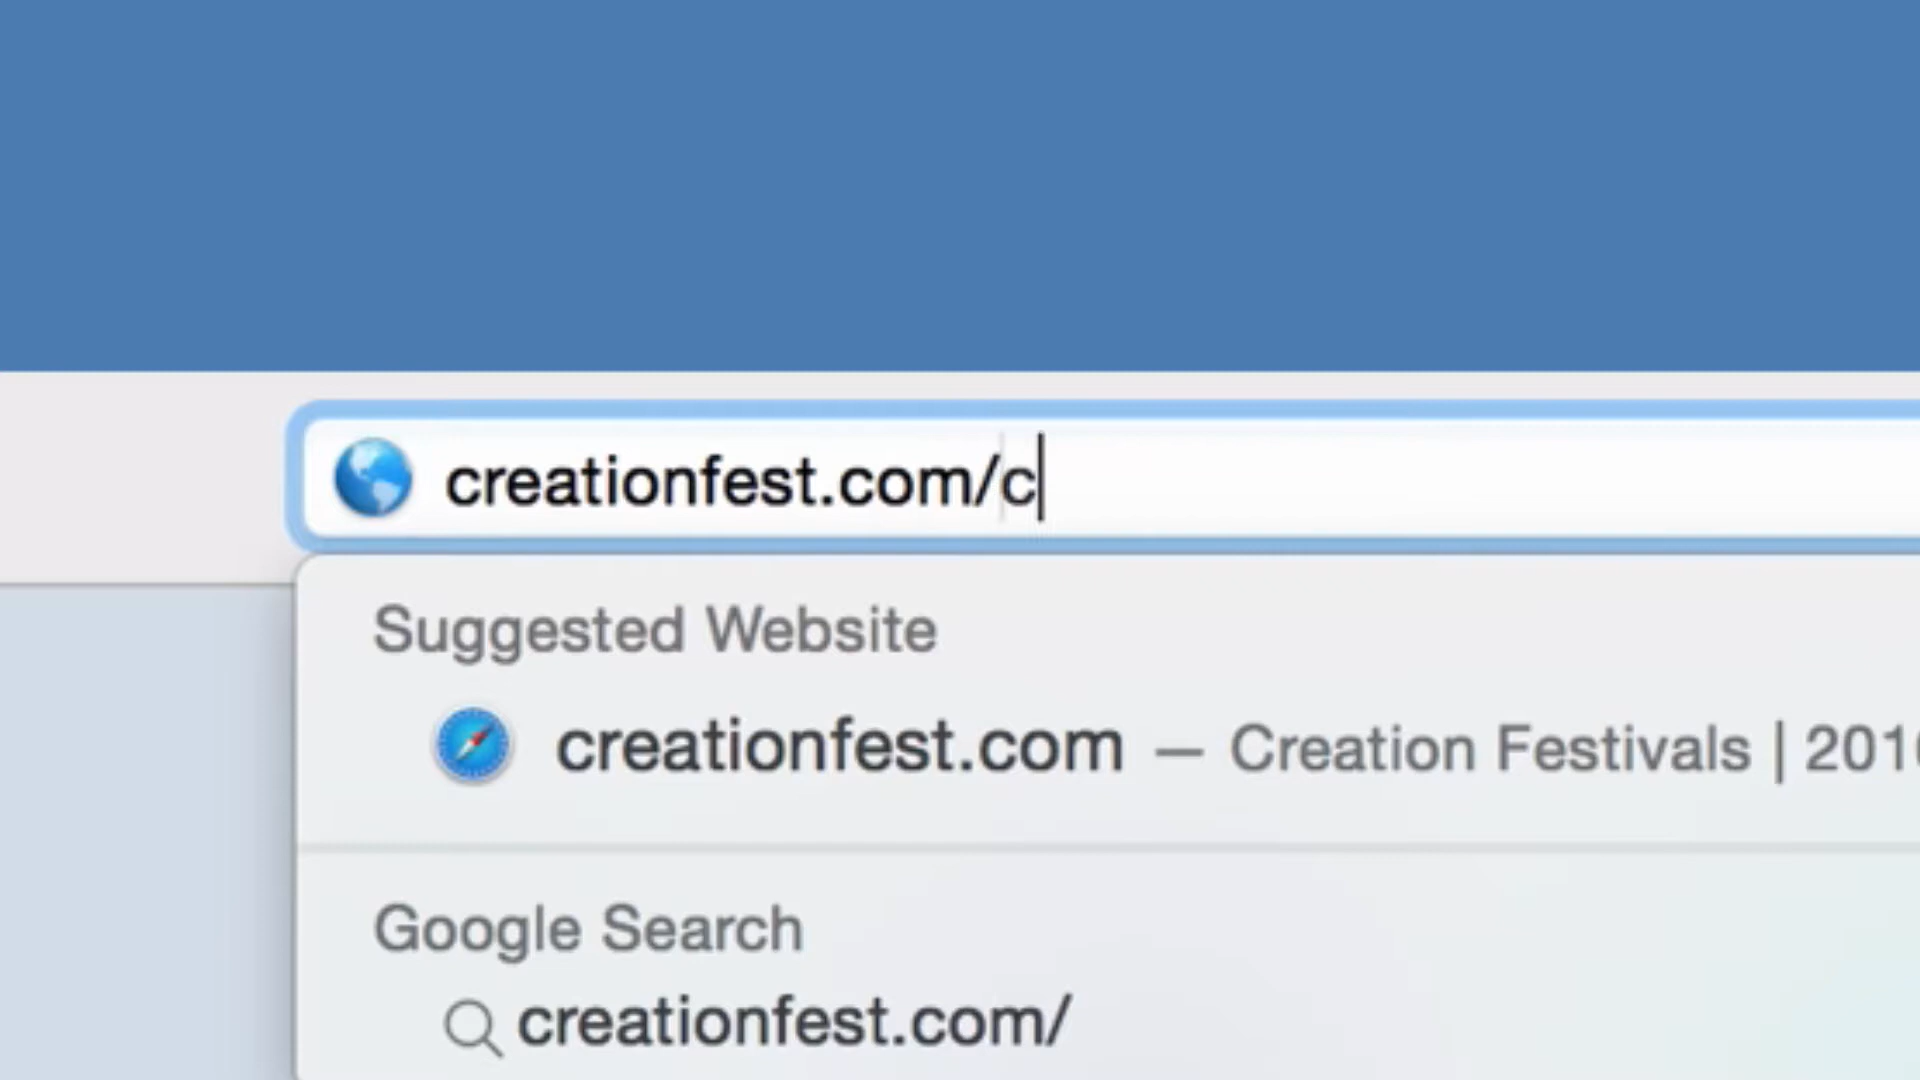 creationfest.com/c
Suggested Website
creationfest.com — Creation Festivals |
Google Search
creationfest.com/